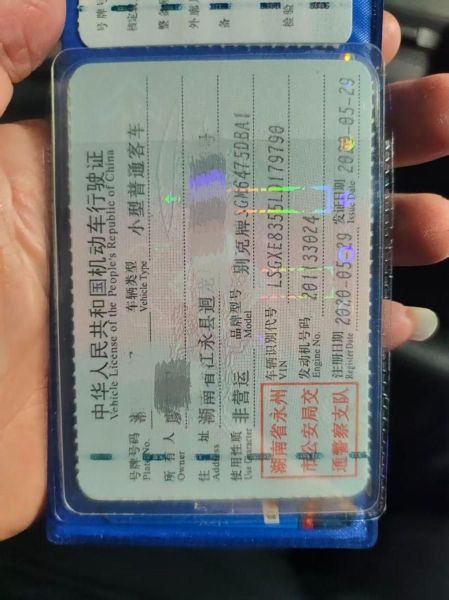 中华人民共和国机动车行驶证
Vehicle License of the People's Republic of China
号牌号码
Plate No.
车辆类型
Vehicle Type
小型普通客车
所有人
Owner
住址
Address
湖南省江永县迥龙
使用性质
Use Character
非营运
品牌型号
Model
别克牌SGM6475DBA1
湖南省永州
市公安局交
通警察支队
车辆识别代号
VIN
发动机号码
Engine No.
201133024
注册日期
Register Date
2020-05-29
发证日期
Issue Date